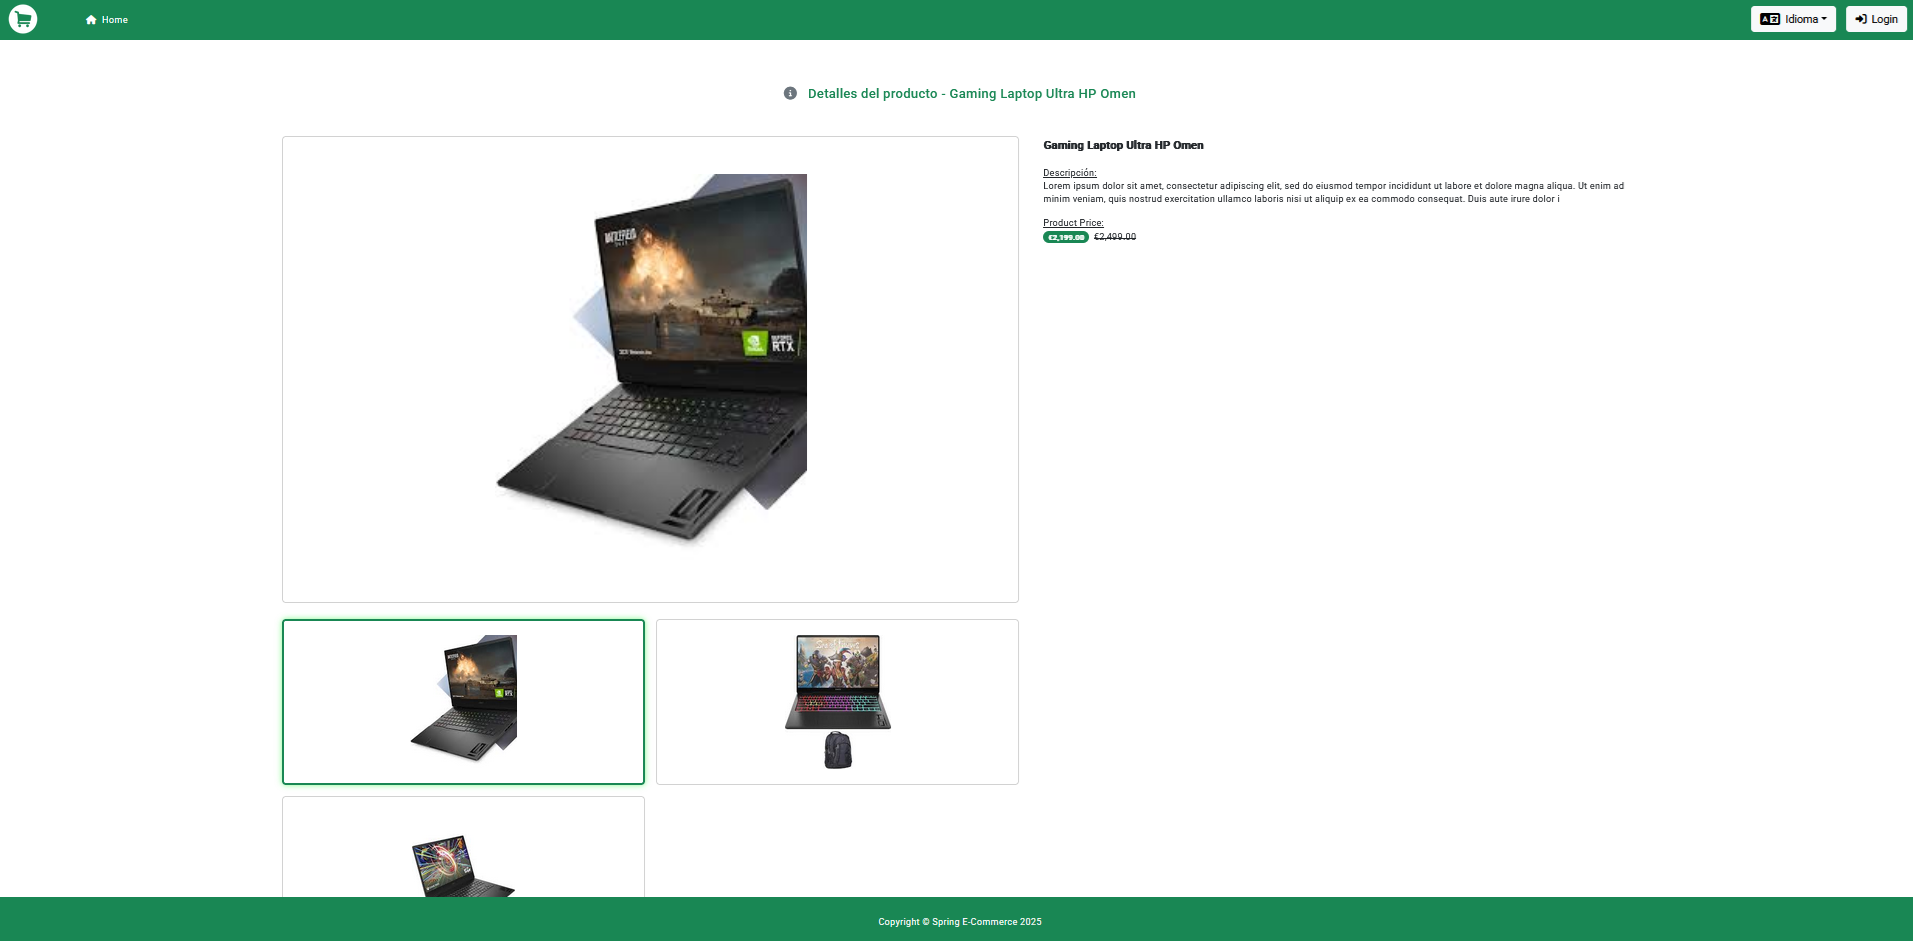 Home
Idioma
Login
Detalles del producto - Gaming Laptop Ultra HP Omen
Gaming Laptop Ultra HP Omen
Descripción:
Lorem ipsum dolor sit amet, consectetur adipiscing elit, sed do eiusmod tempor incididunt ut labore et dolore magna aliqua. Ut enim ad
minim veniam, quis nostrud exercitation ullamco laboris nisi ut aliquip ex ea commodo consequat. Duis aute irure dolor i
Product Price:
€2,199.00 €2,499.00
RTX
Copyright © Spring E-Commerce 2025